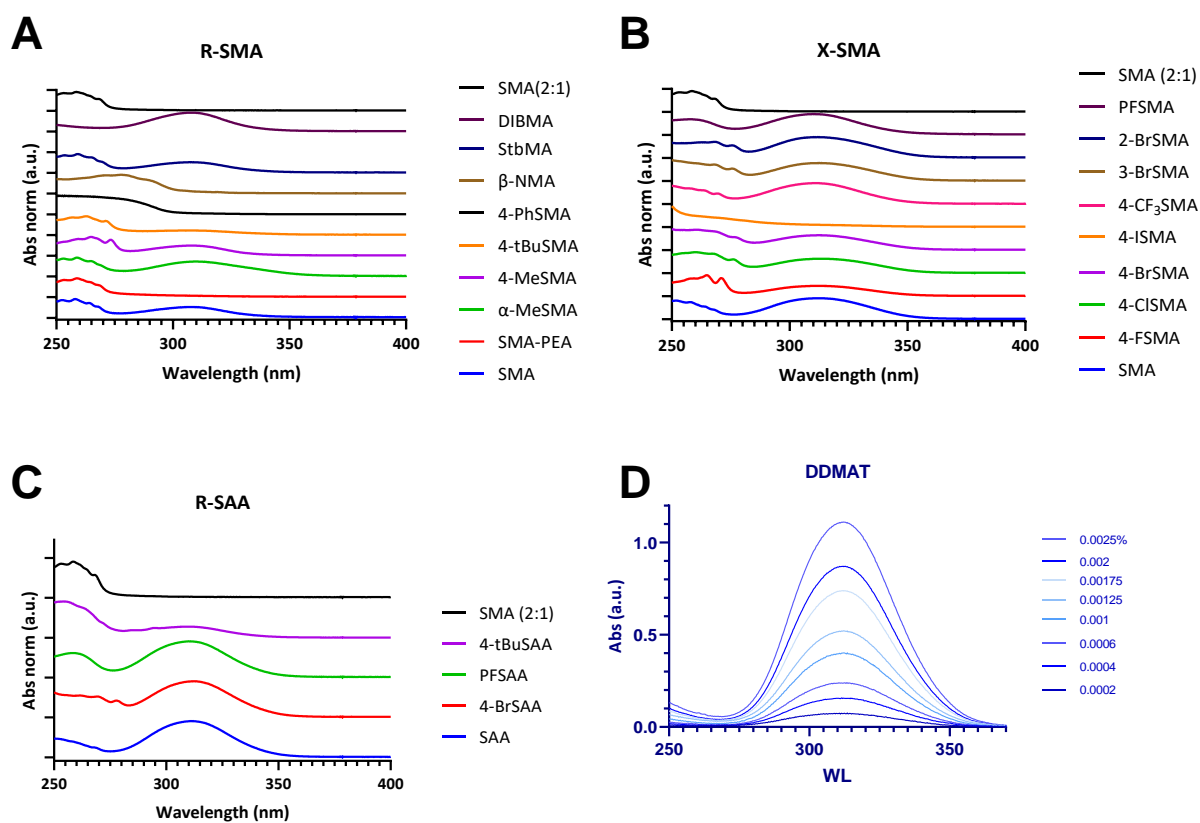 A
R-SMA
Abs norm (a.u.)
250
300
350
400
Wavelength (nm)
SMA(2:1)
DIBMA
StbMA
β-NMA
4-PhSMA
4-tBuSMA
4-MeSMA
α-MeSMA
SMA-PEA
SMA
B
X-SMA
Abs norm (a.u.)
250
300
350
400
Wavelength (nm)
SMA (2:1)
PFSMA
2-BrSMA
3-BrSMA
4-CF₃SMA
4-ISMA
4-BrSMA
4-ClSMA
4-FSMA
SMA
C
R-SAA
Abs norm (a.u.)
250
300
350
400
Wavelength (nm)
SMA (2:1)
4-tBuSAA
PFSAA
4-BrSAA
SAA
D
DDMAT
Abs (a.u.)
1.0
0.5
0.0
250
300
350
WL
0.0025%
0.002
0.00175
0.00125
0.001
0.0006
0.0004
0.0002